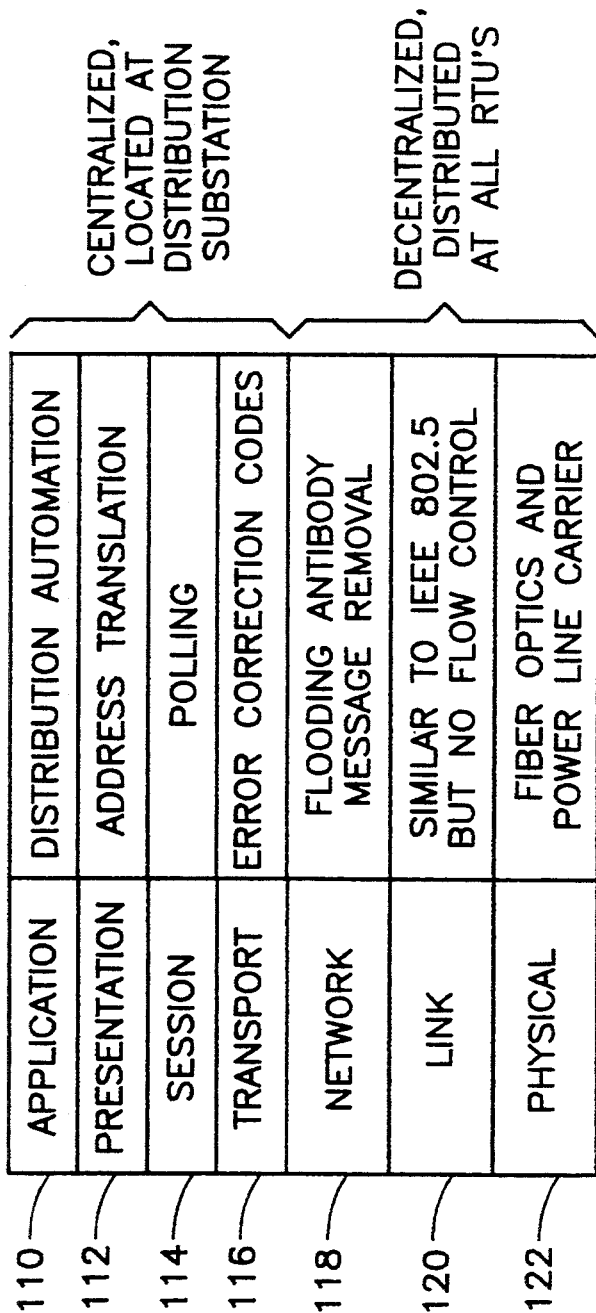 110
APPLICATION
DISTRIBUTION AUTOMATION
112
PRESENTATION
ADDRESS TRANSLATION
114
SESSION
POLLING
116
TRANSPORT
ERROR CORRECTION CODES
118
NETWORK
FLOODING ANTIBODY
MESSAGE REMOVAL
120
LINK
SIMILAR TO IEEE 802.5
BUT NO FLOW CONTROL
122
PHYSICAL
FIBER OPTICS AND
POWER LINE CARRIER
CENTRALIZED,
LOCATED AT
DISTRIBUTION
SUBSTATION
DECENTRALIZED,
DISTRIBUTED
AT ALL RTU'S